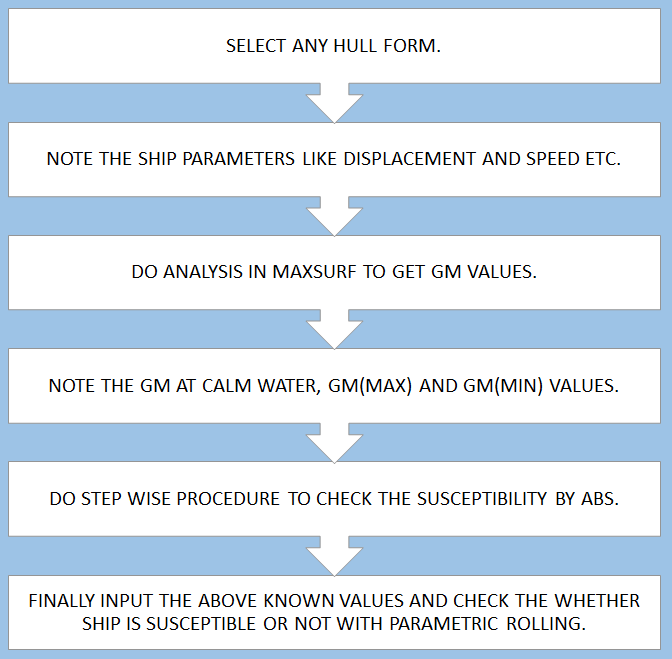 SELECT ANY HULL FORM.
NOTE THE SHIP PARAMETERS LIKE DISPLACEMENT AND SPEED ETC.
DO ANALYSIS IN MAXSURF TO GET GM VALUES.
NOTE THE GM AT CALM WATER, GM(MAX) AND GM(MIN) VALUES.
DO STEP WISE PROCEDURE TO CHECK THE SUSCEPTIBILITY BY ABS.
FINALLY INPUT THE ABOVE KNOWN VALUES AND CHECK THE WHETHER
SHIP IS SUSCEPTIBLE OR NOT WITH PARAMETRIC ROLLING.